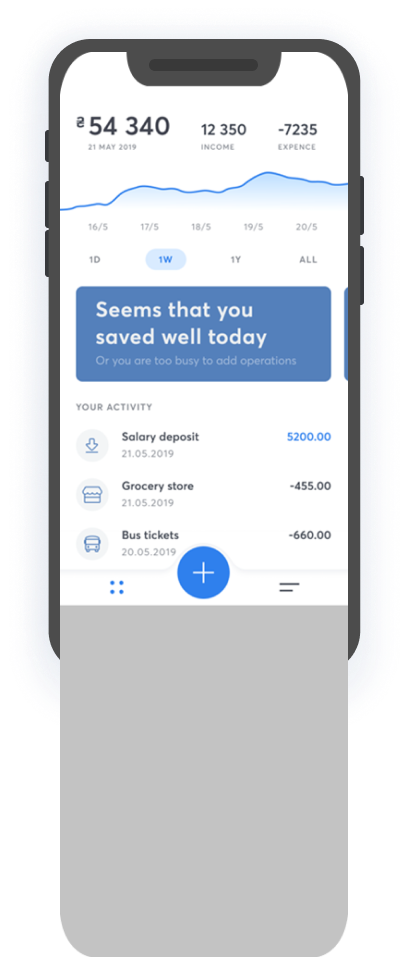 ₴54 340
21 MAY 2019
12 350
INCOME
-7235
EXPENCE
16/5 17/5 18/5 19/5 20/5
1D 1W 1Y ALL
Seems that you
saved well today
Or you are too busy to add operations
YOUR ACTIVITY
Salary deposit 5200.00
21.05.2019
Grocery store -455.00
21.05.2019
Bus tickets -660.00
20.05.2019